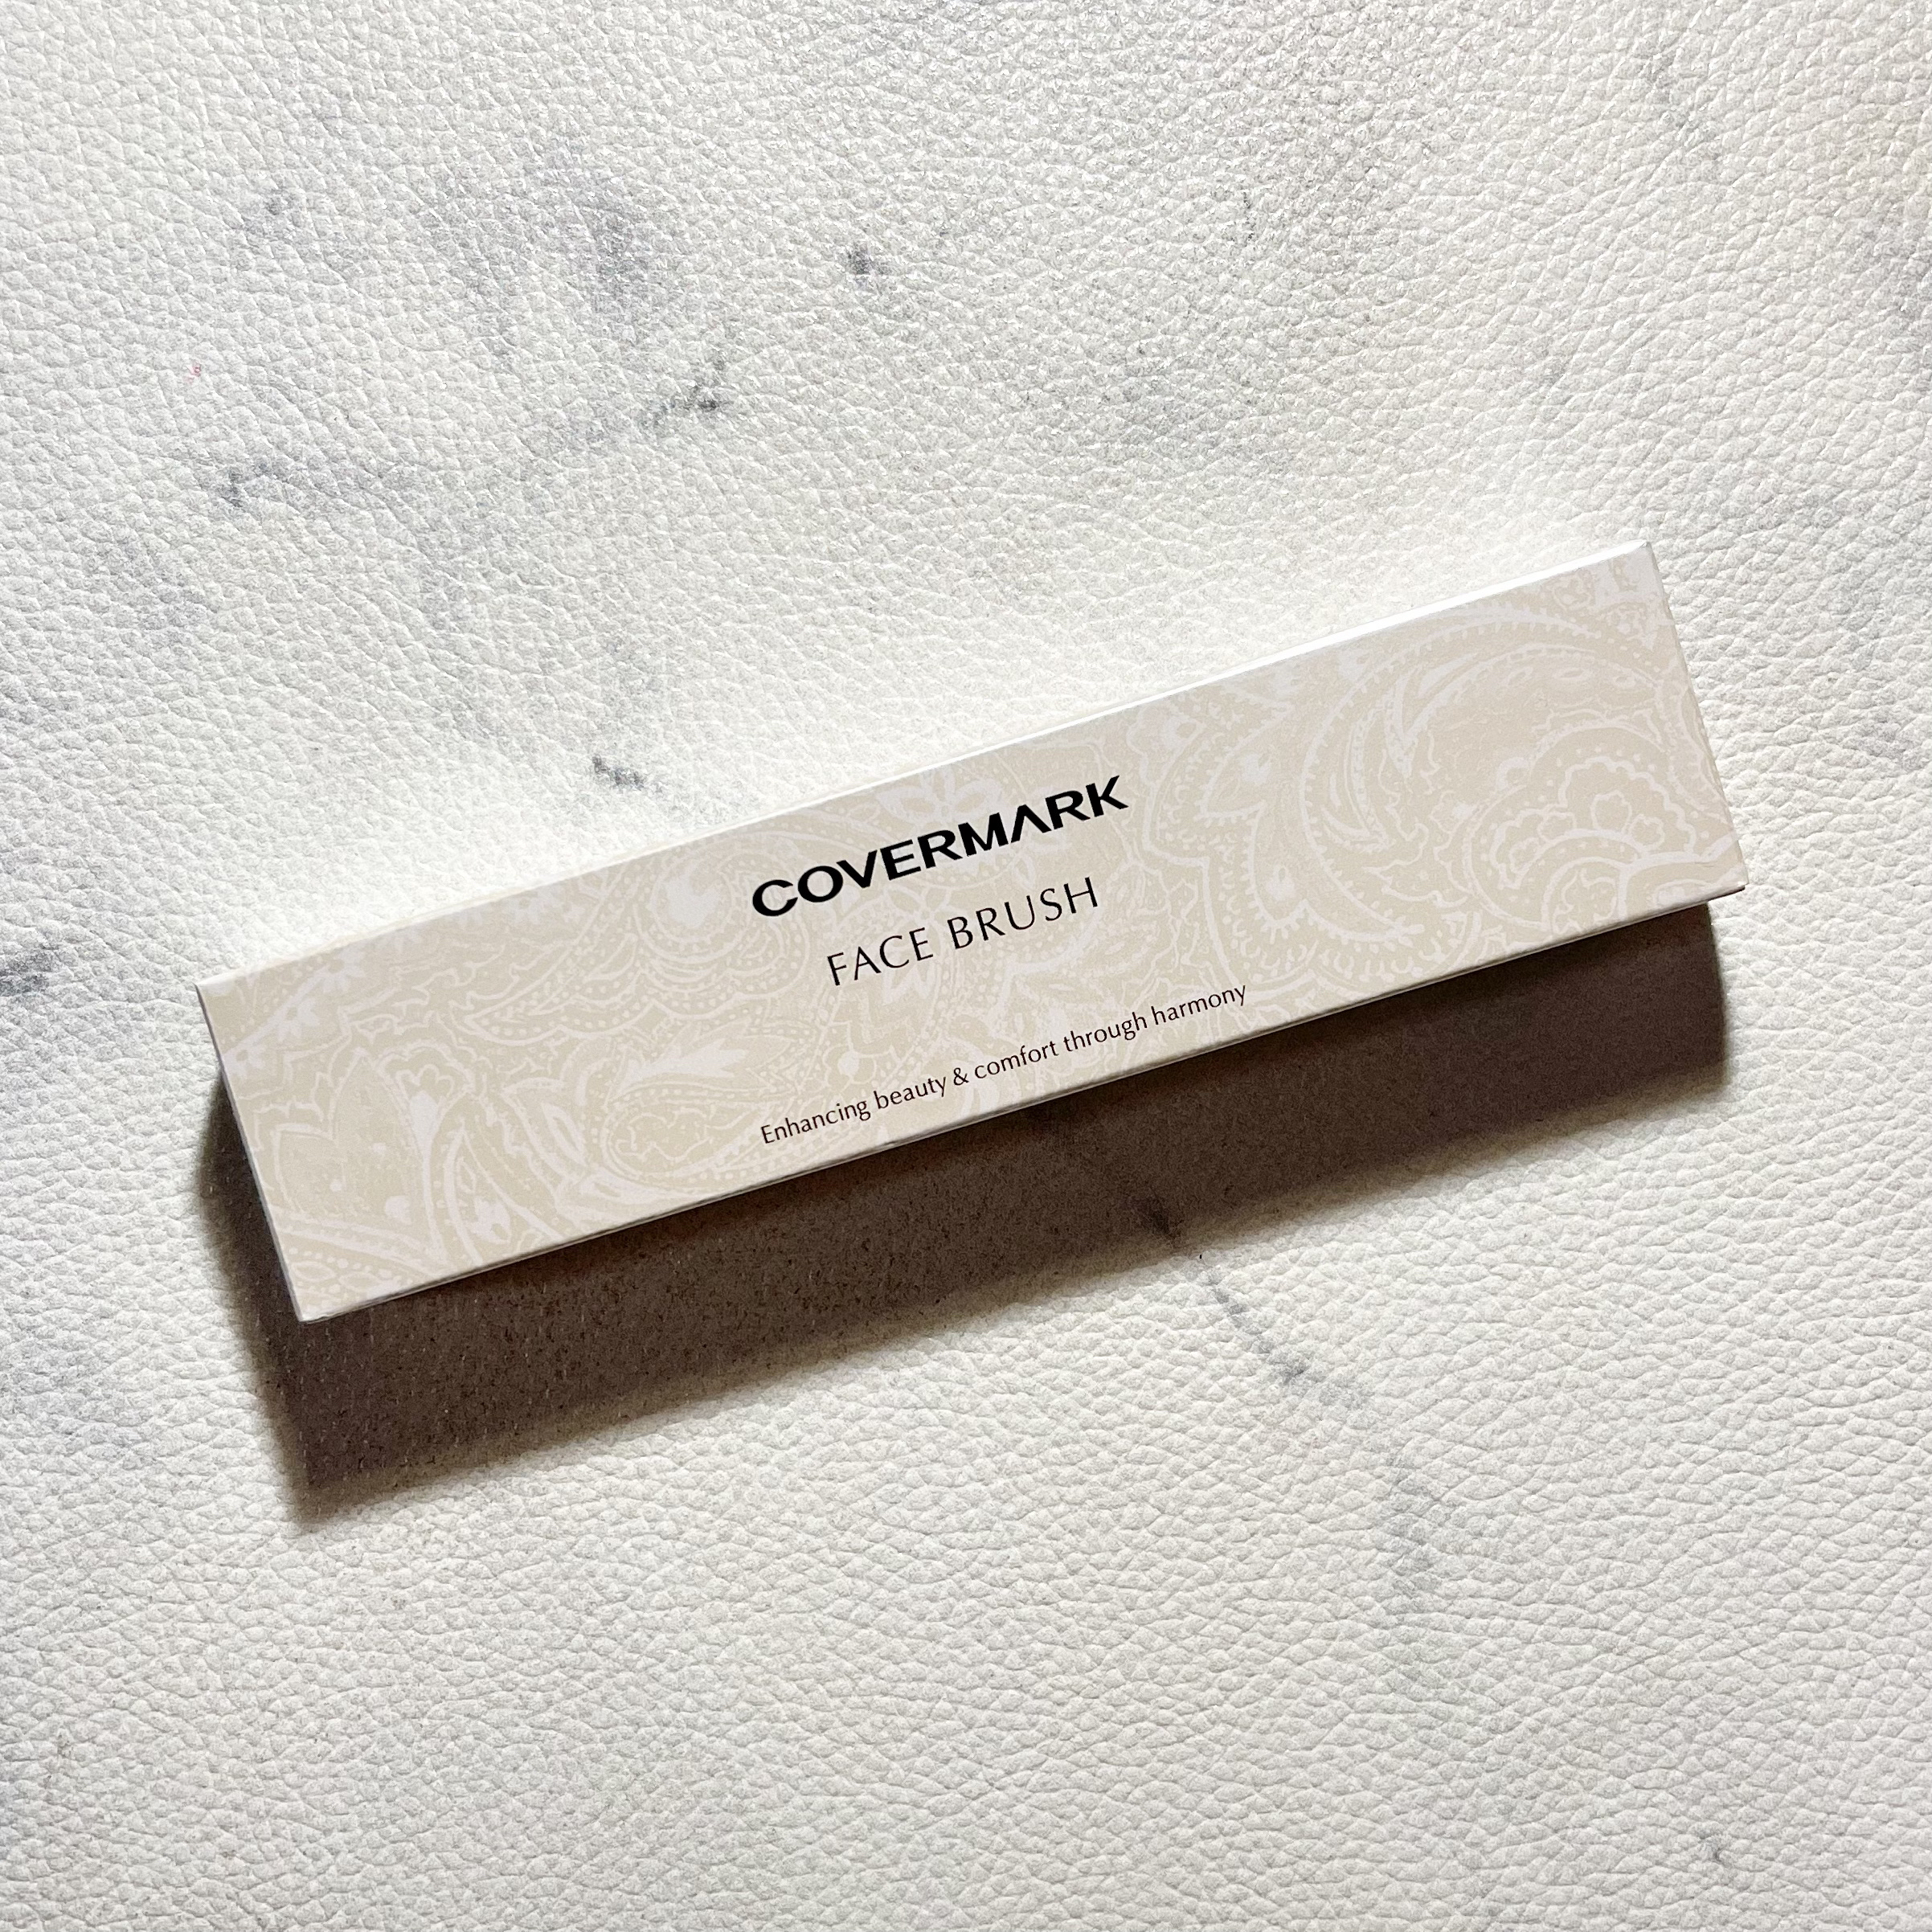 COVERMARK
FACE BRUSH
Enhancing beauty & comfort through harmony